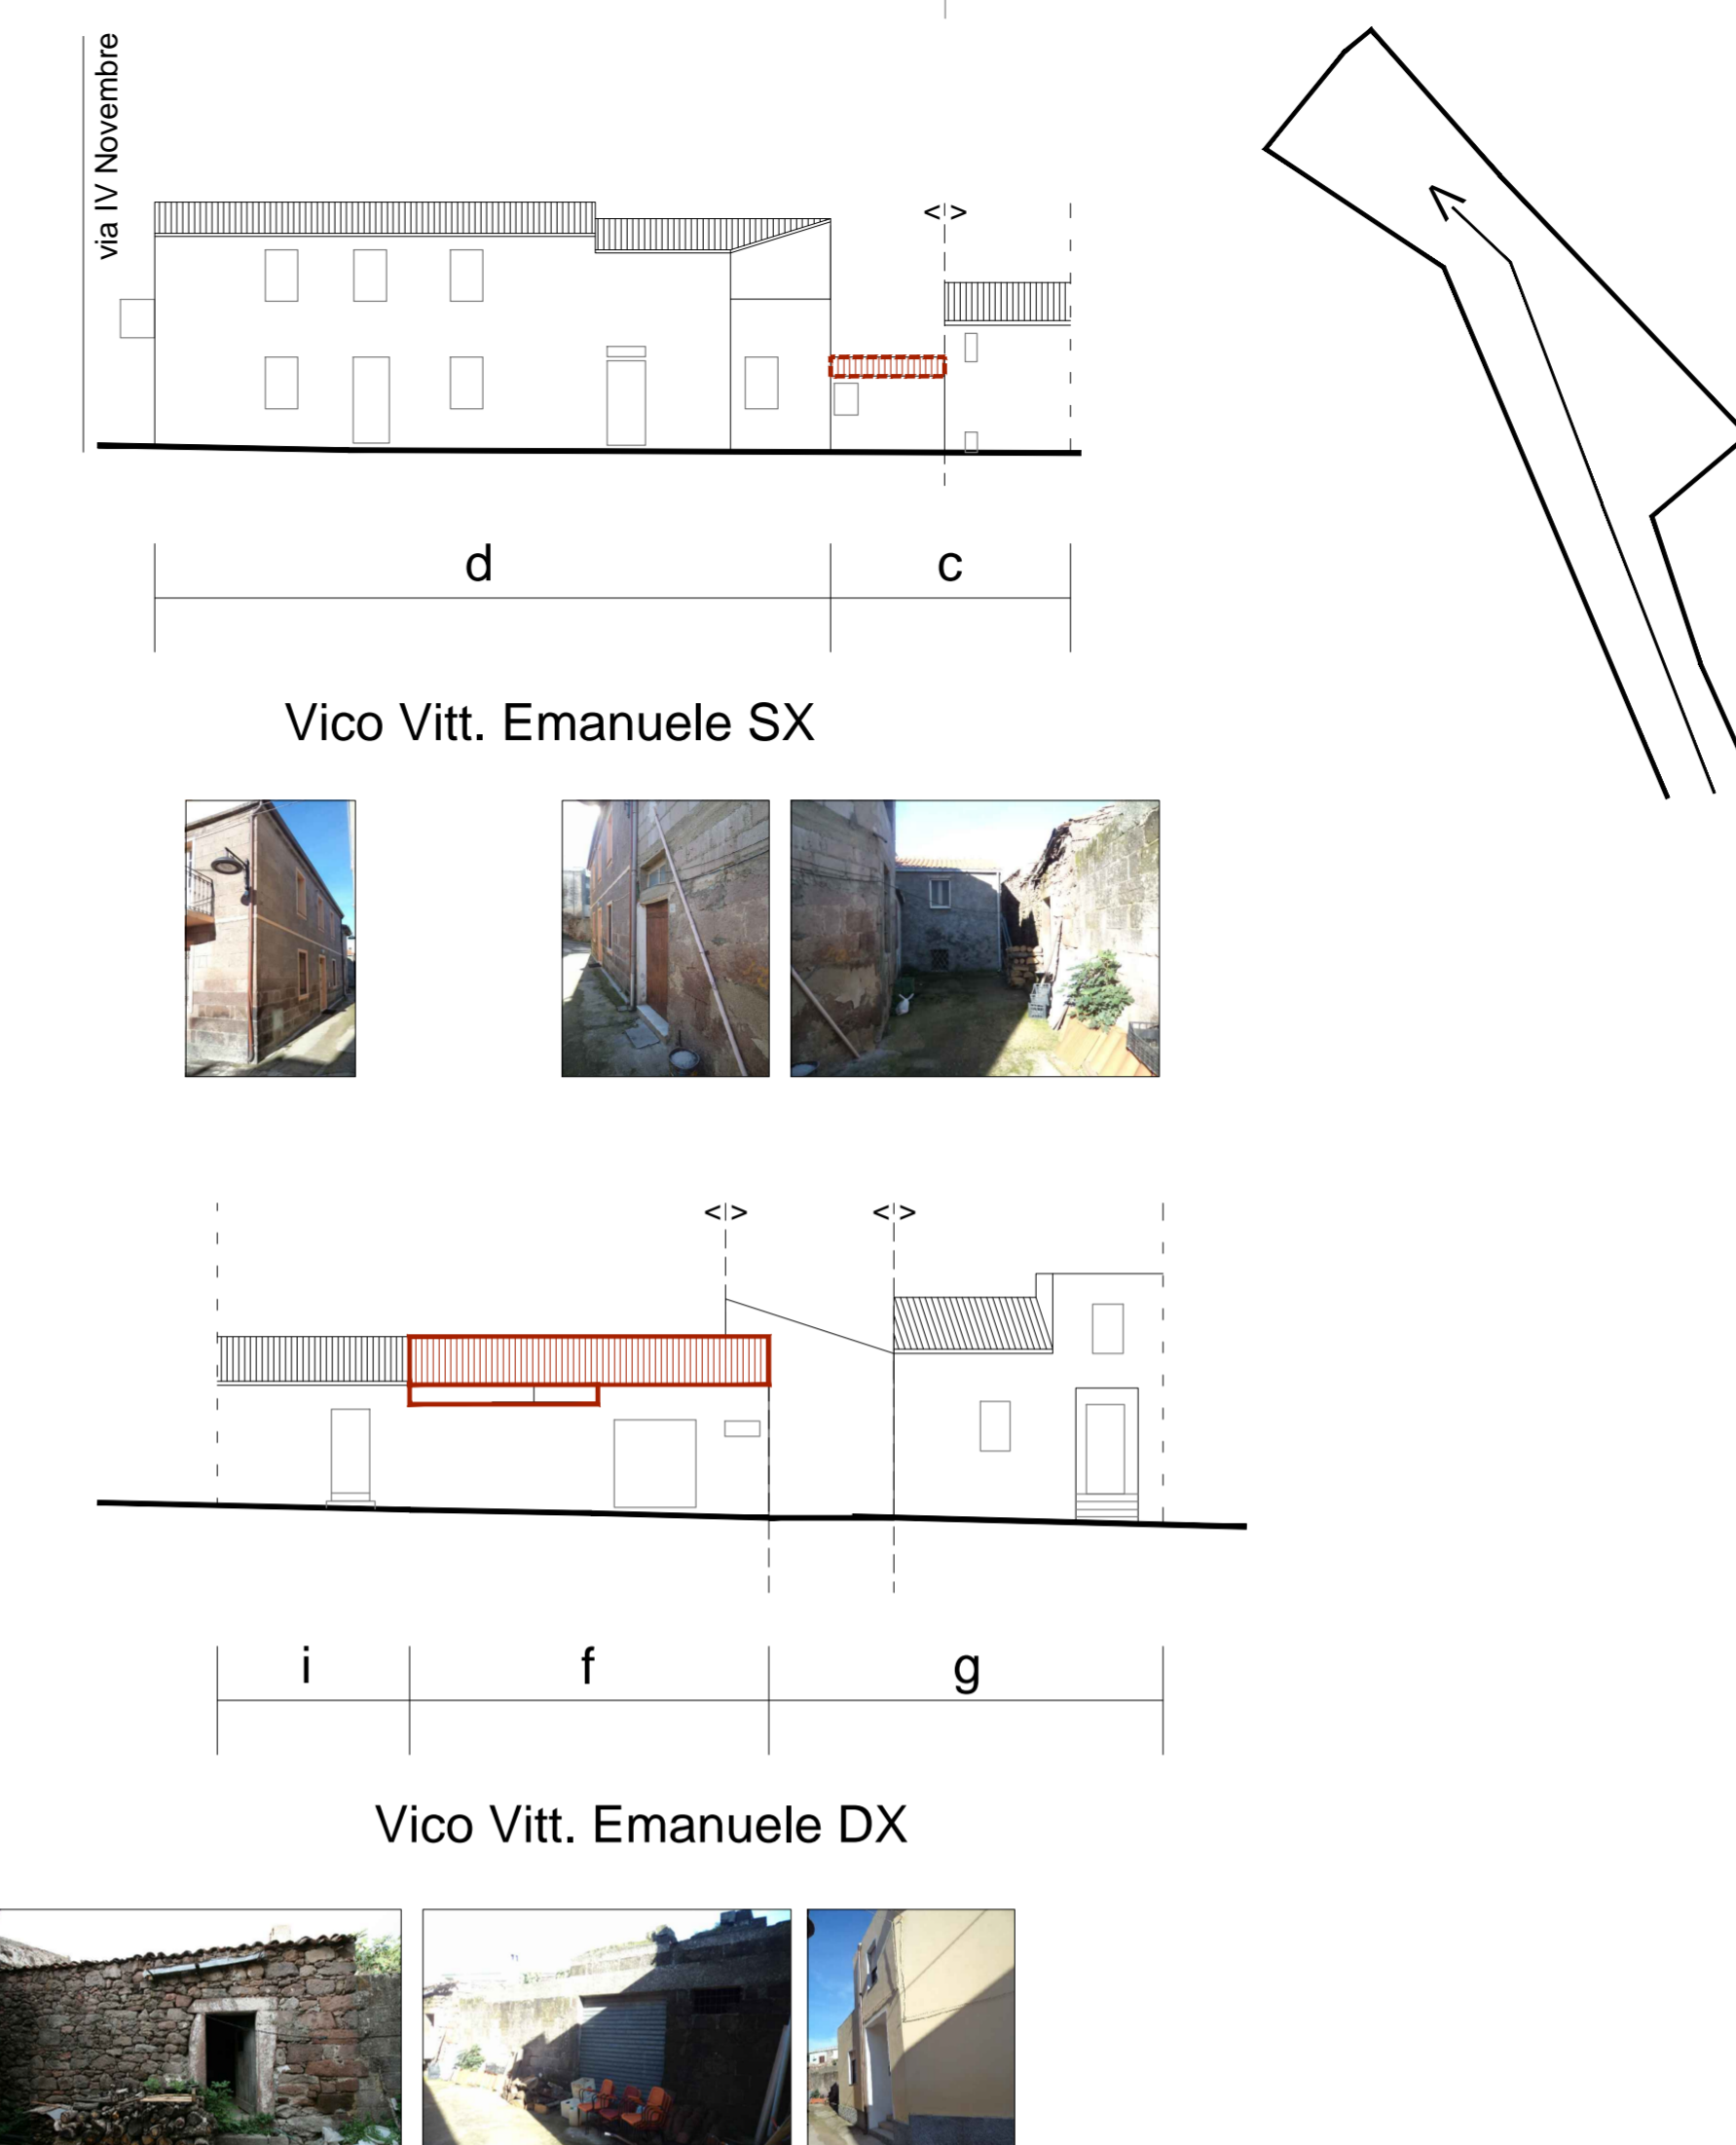 via IV Novembre
<|>
d
c
Vico Vitt. Emanuele SX
<|>
<|>
i
f
g
Vico Vitt. Emanuele DX